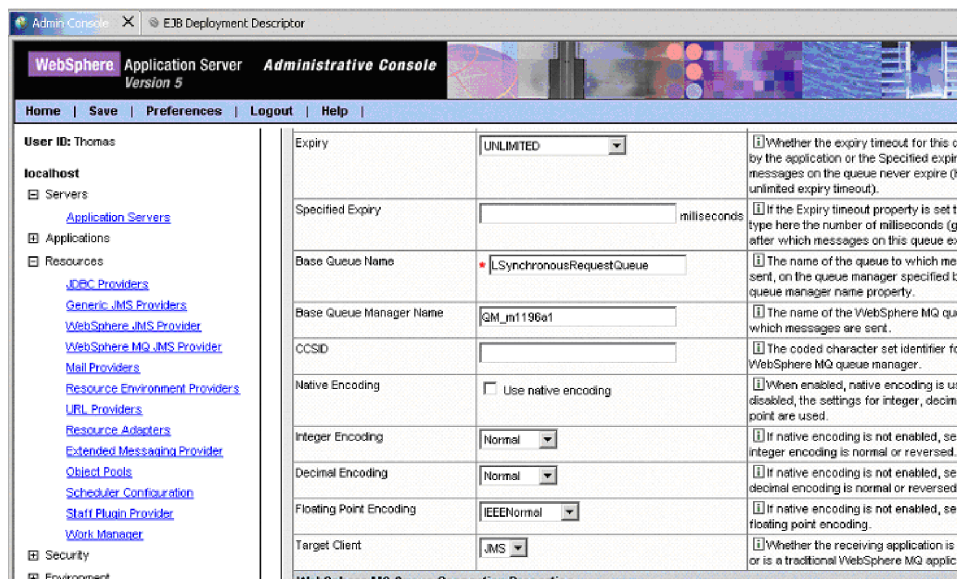 Admin Console
EJB Deployment Descriptor
WebSphere Application Server Administrative Console
Version 5
Home | Save | Preferences | Logout | Help |
User ID: Thomas
localhost
Servers
Application Servers
Applications
Resources
JDBC Providers
Generic JMS Providers
WebSphere JMS Provider
WebSphere MQ JMS Provider
Mail Providers
Resource Environment Providers
URL Providers
Resource Adapters
Extended Messaging Provider
Object Pools
Scheduler Configuration
Staff Plugin Provider
Work Manager
Security
Environment
Expiry
UNLIMITED
Whether the expiry timeout for this
by the application or the Specified
messages on the queue never expire
unlimited expiry timeout).
Specified Expiry
milliseconds
If the Expiry timeout property is set
type here the number of milliseconds
after which messages on this queue
Base Queue Name
* LSynchronousRequestQueue
The name of the queue to which
sent, on the queue manager specified
queue manager name property.
Base Queue Manager Name
QM_m1196a1
The name of the WebSphere MQ
which messages are sent.
CCSID
The coded character set identifier
WebSphere MQ queue manager.
Native Encoding
Use native encoding
When enabled, native encoding is
disabled, the settings for integer,
point are used.
Integer Encoding
Normal
If native encoding is not enabled,
integer encoding is normal or reversed.
Decimal Encoding
Normal
If native encoding is not enabled,
decimal encoding is normal or reversed
Floating Point Encoding
IEEENormal
If native encoding is not enabled,
floating point encoding.
Target Client
JMS
Whether the receiving application is
or is a traditional WebSphere MQ